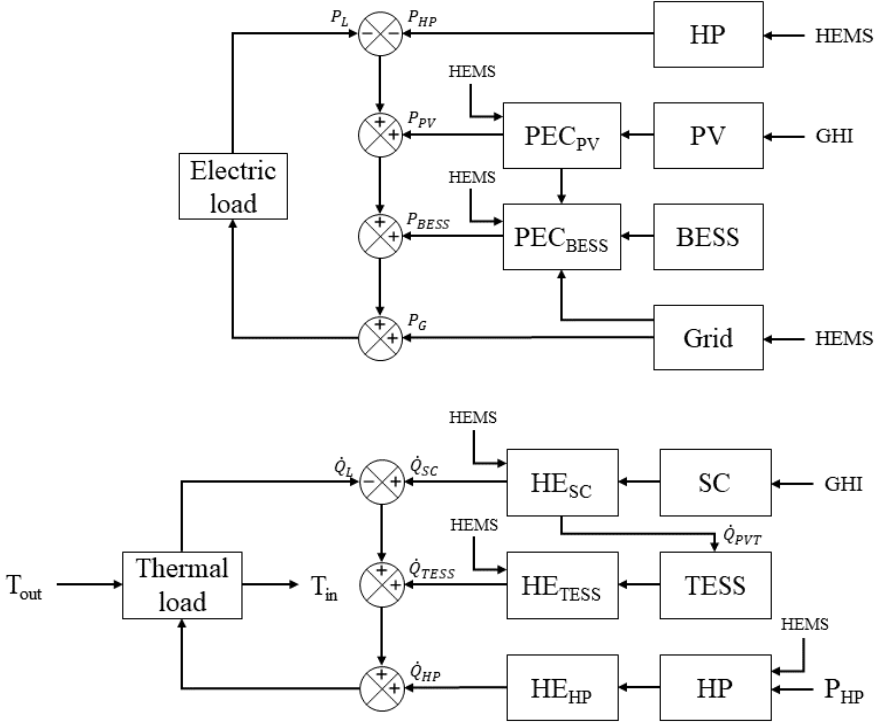 P_L
P_HP
− −
HP
HEMS
HEMS
+ +
P_PV
PEC_PV
PV
GHI
Electric
load
HEMS
+ +
P_BESS
PEC_BESS
BESS
+ +
P_G
Grid
HEMS
HEMS
Q̇_L
− +
Q̇_SC
HE_SC
SC
GHI
HEMS
Q̇_PVT
T_out
Thermal
load
T_in
+ +
Q̇_TESS
HE_TESS
TESS
HEMS
+ +
Q̇_HP
HE_HP
HP
P_HP